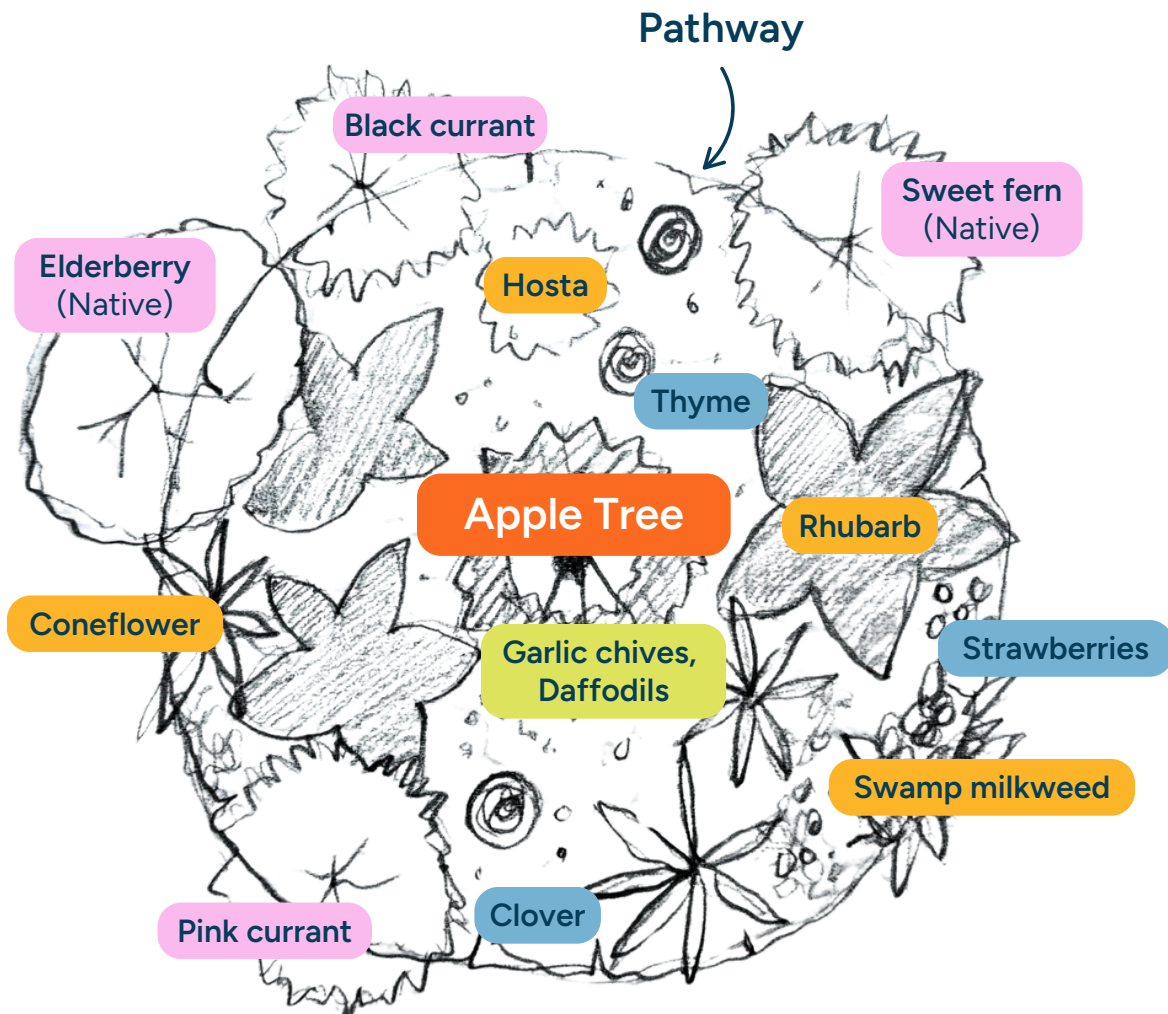 Pathway
Black currant
Sweet fern
(Native)
Elderberry
(Native)
Hosta
Thyme
Apple Tree
Rhubarb
Coneflower
Garlic chives,
Daffodils
Strawberries
Swamp milkweed
Clover
Pink currant